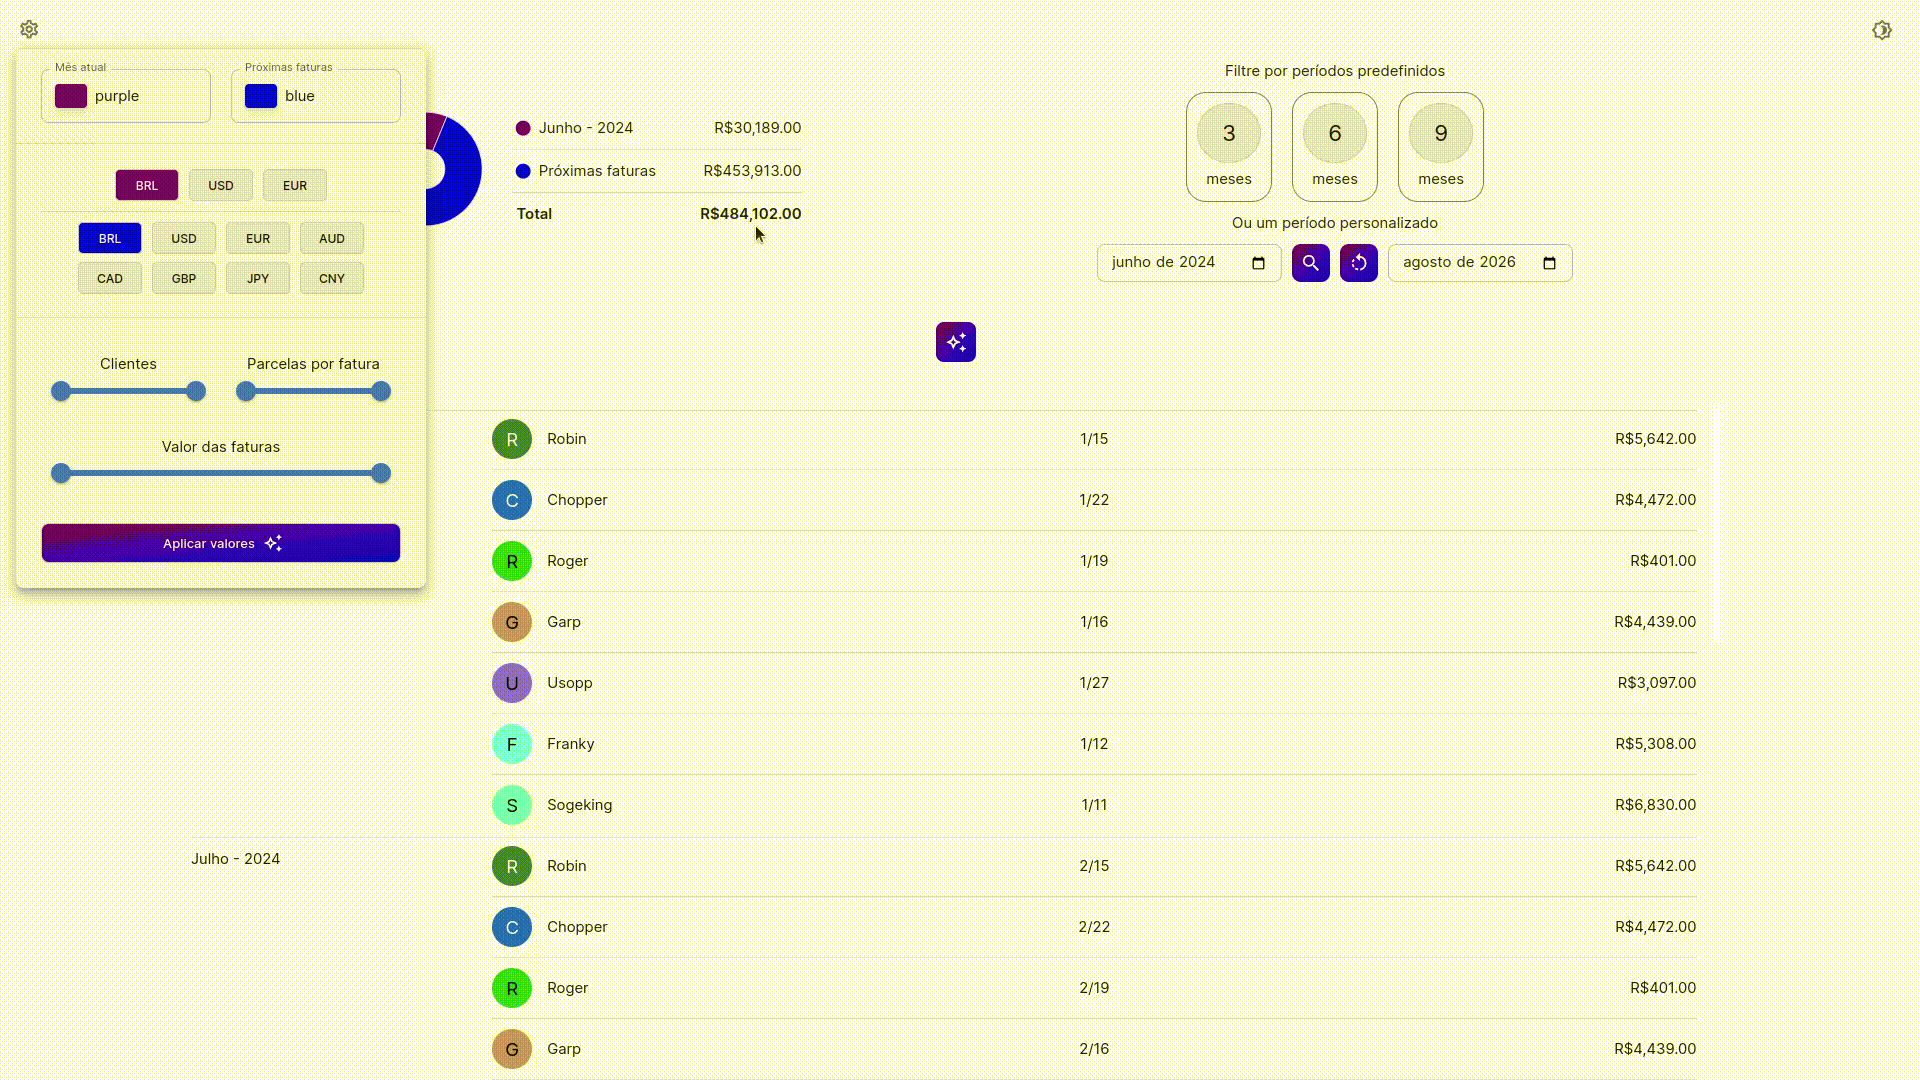 Mês atual
purple
Próximas faturas
blue
BRL USD EUR
BRL USD EUR AUD
CAD GBP JPY CNY
Clientes
Parcelas por fatura
Valor das faturas
Aplicar valores
Junho - 2024 R$30,189.00
Próximas faturas R$453,913.00
Total R$484,102.00
Filtre por períodos predefinidos
3 6 9
meses meses meses
Ou um período personalizado
junho de 2024
agosto de 2026
R Robin 1/15 R$5,642.00
C Chopper 1/22 R$4,472.00
R Roger 1/19 R$401.00
G Garp 1/16 R$4,439.00
U Usopp 1/27 R$3,097.00
F Franky 1/12 R$5,308.00
S Sogeking 1/11 R$6,830.00
Julho - 2024
R Robin 2/15 R$5,642.00
C Chopper 2/22 R$4,472.00
R Roger 2/19 R$401.00
G Garp 2/16 R$4,439.00